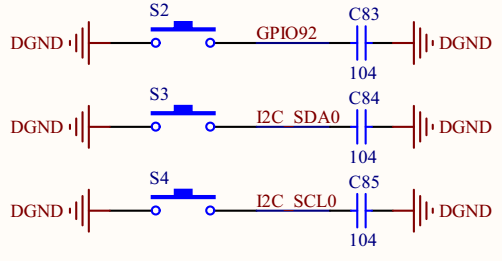 S2 C83
DGND GPIO92 DGND
104
S3 C84
DGND I2C_SDA0 DGND
104
S4 C85
DGND I2C_SCL0 DGND
104